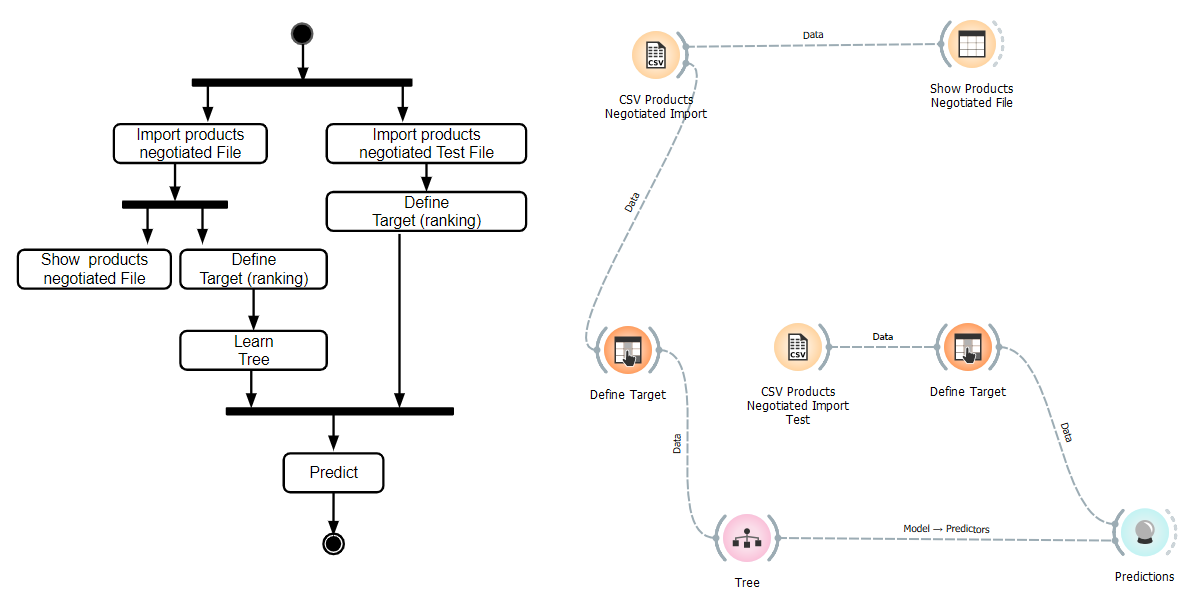 Import products
negotiated File
Import products
negotiated Test File
Define
Target (ranking)
Show products
negotiated File
Define
Target (ranking)
Learn
Tree
Predict
CSV
CSV Products
Negotiated Import
Data
Show Products
Negotiated File
Data
Define Target
CSV
CSV Products
Negotiated Import
Test
Data
Define Target
Data
Data
Tree
Model → Predictors
Predictions